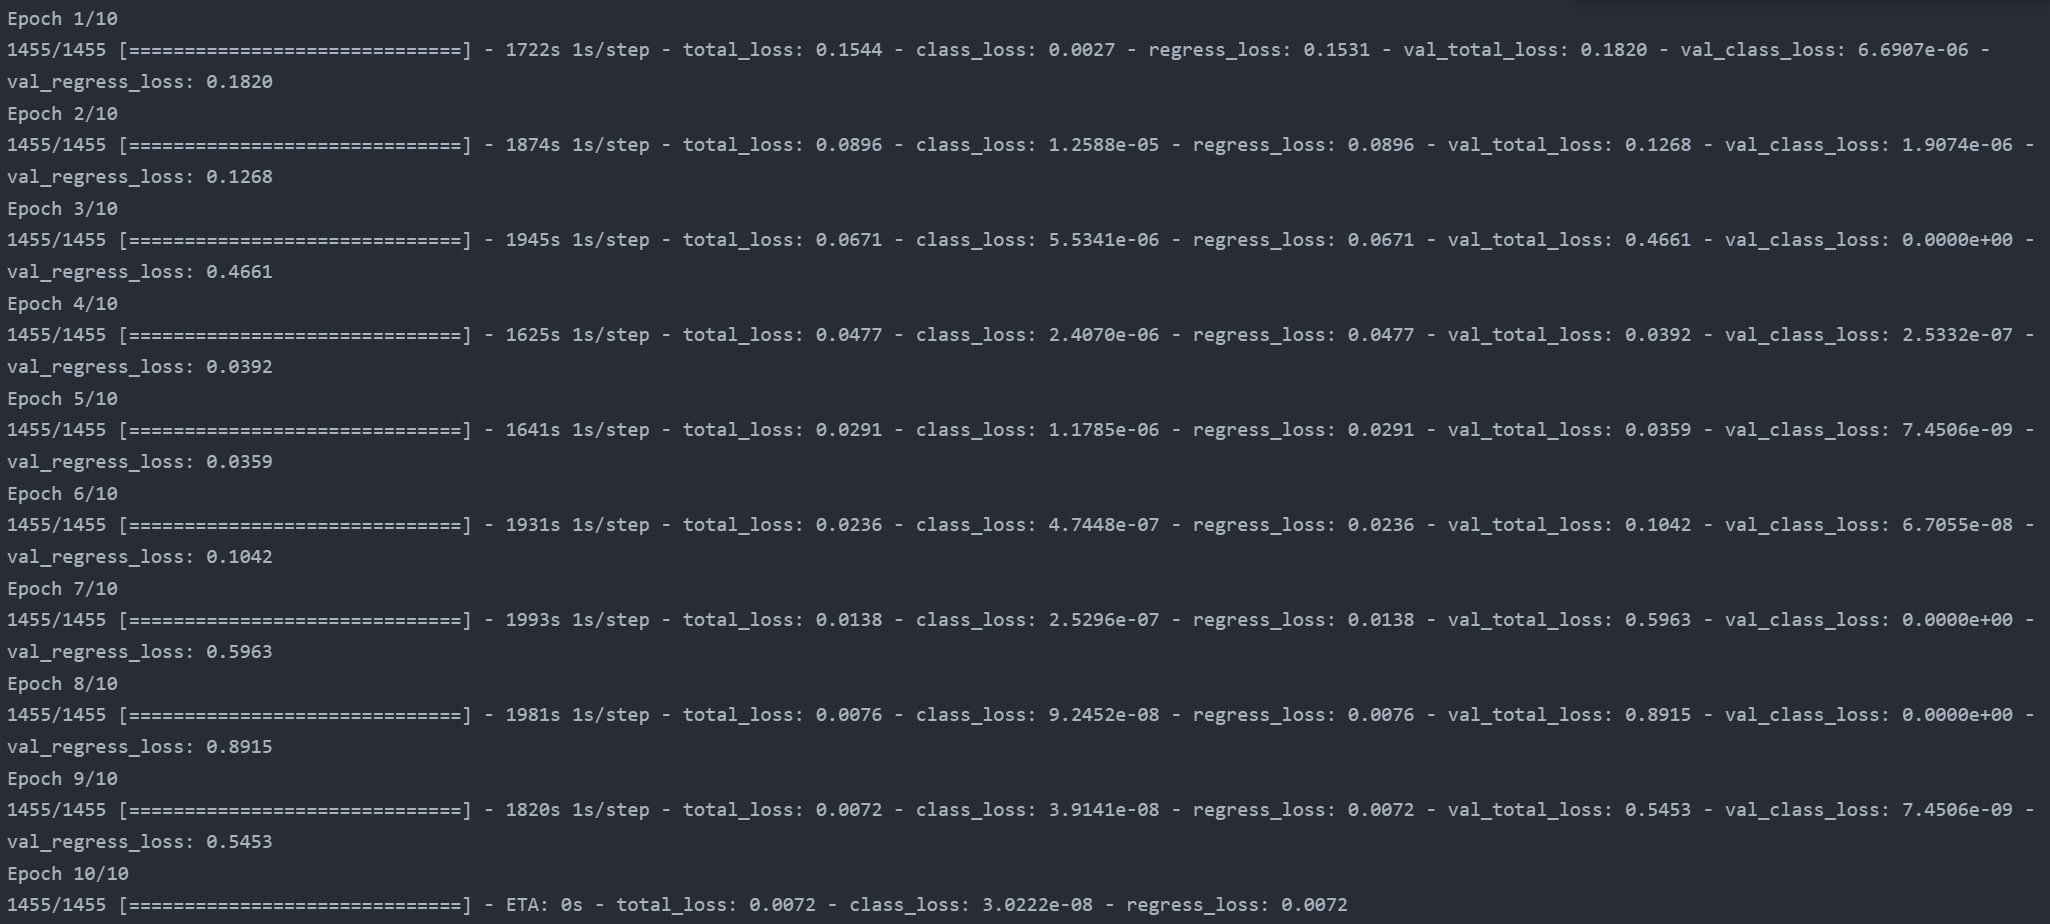 Epoch 1/10
1455/1455 [==============================] - 1722s 1s/step - total_loss: 0.1544 - class_loss: 0.0027 - regress_loss: 0.1531 - val_total_loss: 0.1820 - val_class_loss: 6.6907e-06 -
val_regress_loss: 0.1820
Epoch 2/10
1455/1455 [==============================] - 1874s 1s/step - total_loss: 0.0896 - class_loss: 1.2588e-05 - regress_loss: 0.0896 - val_total_loss: 0.1268 - val_class_loss: 1.9074e-06 -
val_regress_loss: 0.1268
Epoch 3/10
1455/1455 [==============================] - 1945s 1s/step - total_loss: 0.0671 - class_loss: 5.5341e-06 - regress_loss: 0.0671 - val_total_loss: 0.4661 - val_class_loss: 0.0000e+00 -
val_regress_loss: 0.4661
Epoch 4/10
1455/1455 [==============================] - 1625s 1s/step - total_loss: 0.0477 - class_loss: 2.4070e-06 - regress_loss: 0.0477 - val_total_loss: 0.0392 - val_class_loss: 2.5332e-07 -
val_regress_loss: 0.0392
Epoch 5/10
1455/1455 [==============================] - 1641s 1s/step - total_loss: 0.0291 - class_loss: 1.1785e-06 - regress_loss: 0.0291 - val_total_loss: 0.0359 - val_class_loss: 7.4506e-09 -
val_regress_loss: 0.0359
Epoch 6/10
1455/1455 [==============================] - 1931s 1s/step - total_loss: 0.0236 - class_loss: 4.7448e-07 - regress_loss: 0.0236 - val_total_loss: 0.1042 - val_class_loss: 6.7055e-08 -
val_regress_loss: 0.1042
Epoch 7/10
1455/1455 [==============================] - 1993s 1s/step - total_loss: 0.0138 - class_loss: 2.5296e-07 - regress_loss: 0.0138 - val_total_loss: 0.5963 - val_class_loss: 0.0000e+00 -
val_regress_loss: 0.5963
Epoch 8/10
1455/1455 [==============================] - 1981s 1s/step - total_loss: 0.0076 - class_loss: 9.2452e-08 - regress_loss: 0.0076 - val_total_loss: 0.8915 - val_class_loss: 0.0000e+00 -
val_regress_loss: 0.8915
Epoch 9/10
1455/1455 [==============================] - 1820s 1s/step - total_loss: 0.0072 - class_loss: 3.9141e-08 - regress_loss: 0.0072 - val_total_loss: 0.5453 - val_class_loss: 7.4506e-09 -
val_regress_loss: 0.5453
Epoch 10/10
1455/1455 [==============================] - ETA: 0s - total_loss: 0.0072 - class_loss: 3.0222e-08 - regress_loss: 0.0072